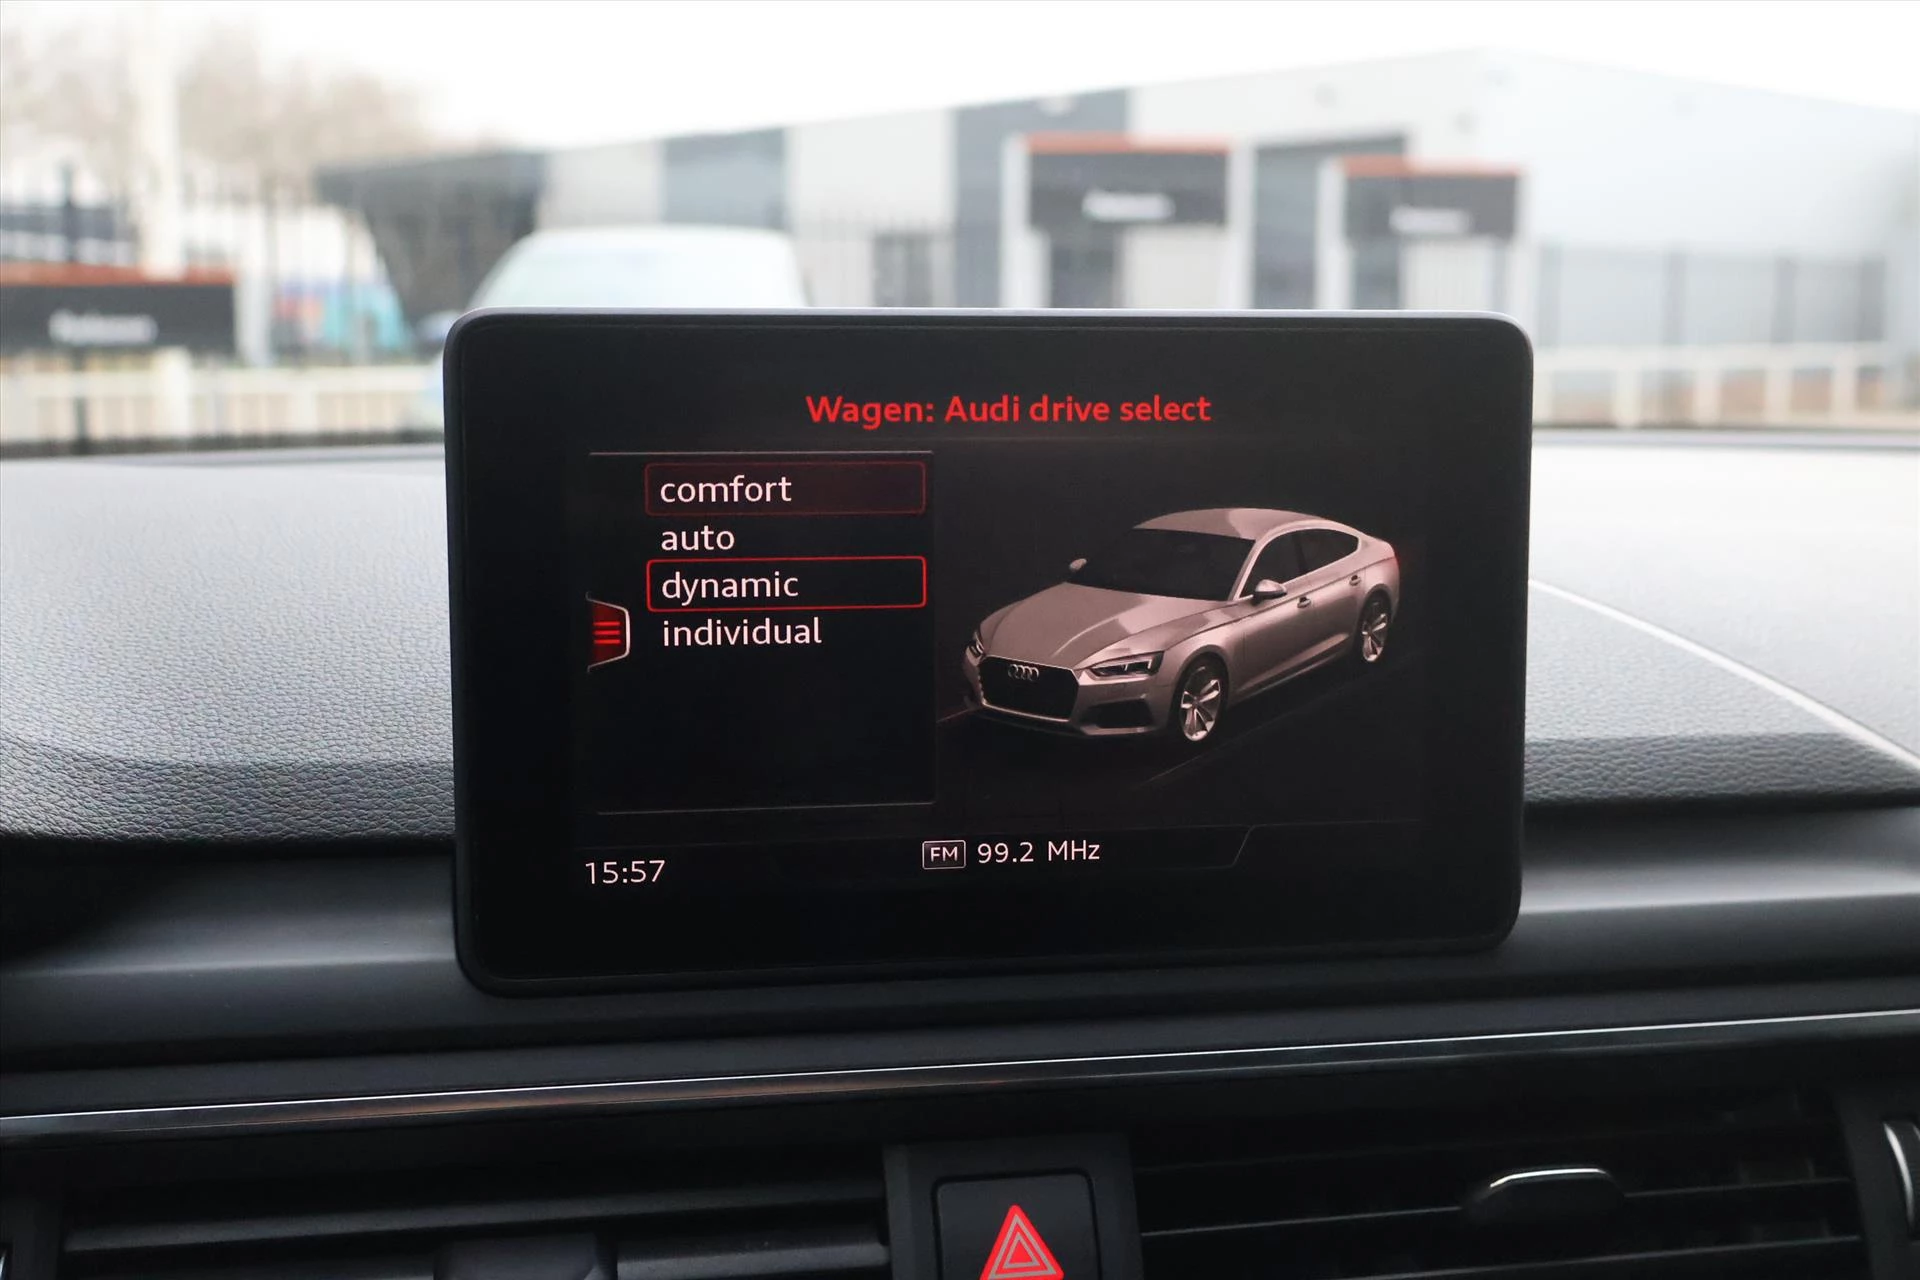 Wagen: Audi drive select
comfort
auto
dynamic
individual
15:57
FM 99.2 MHz